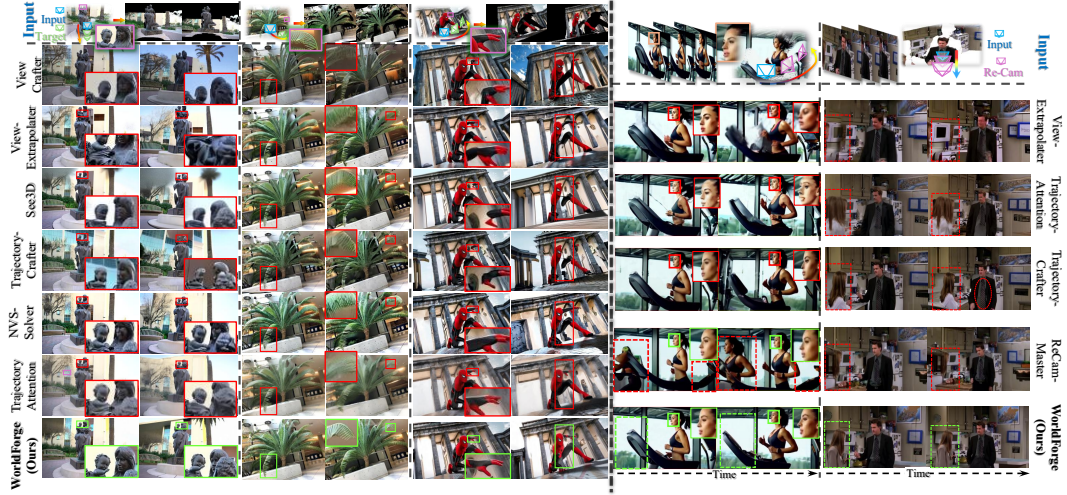 Input
Input
Target
View
Crafter
View-
Extrapolater
See3D
Trajectory-
Crafter
NVS-
Solver
Trajectory
Attention
WorldForge
(Ours)
Input
Re-Cam
Input
View-
Extrapolater
Trajectory-
Attention
Trajectory-
Crafter
ReCam-
Master
WorldForge
(Ours)
Time
Time